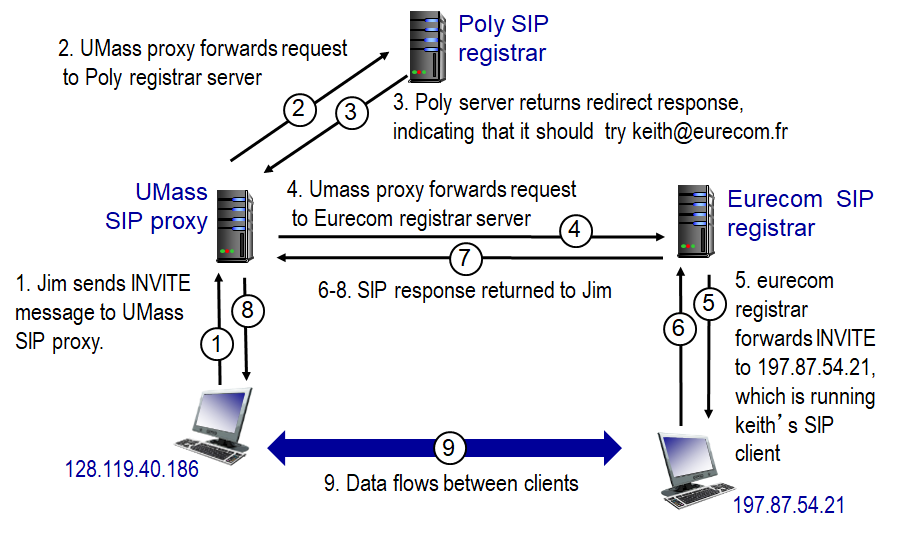 Poly SIP
registrar
2. UMass proxy forwards request
to Poly registrar server
2
3
3. Poly server returns redirect response,
indicating that it should try keith@eurecom.fr
UMass
SIP proxy
4. Umass proxy forwards request
to Eurecom registrar server
4
Eurecom SIP
registrar
7
6-8. SIP response returned to Jim
1. Jim sends INVITE
message to UMass
SIP proxy.
8
1
5
6
5. eurecom
registrar
forwards INVITE
to 197.87.54.21,
which is running
keith’s SIP
client
9
128.119.40.186
9. Data flows between clients
197.87.54.21